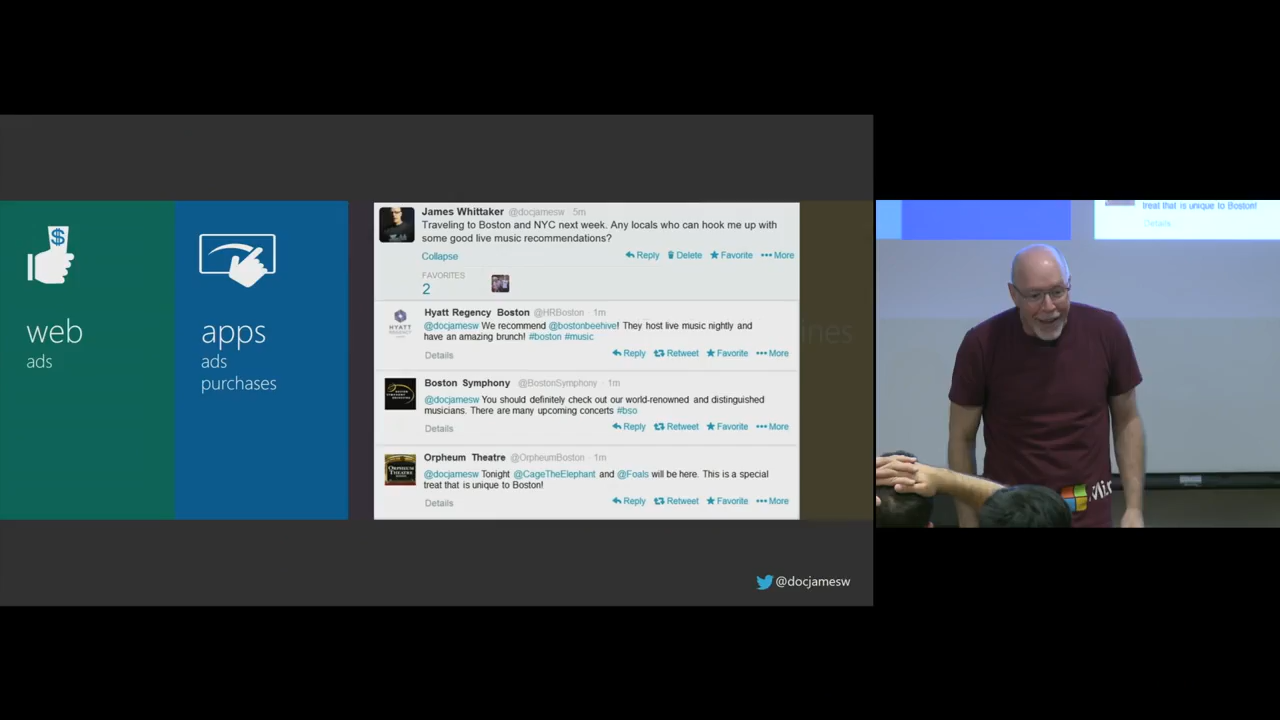 $
web
ads
apps
ads
purchases
James Whittaker @docjamesw · 5m
Traveling to Boston and NYC next week. Any locals who can hook me up with
some good live music recommendations?
Collapse
Reply Delete Favorite More
FAVORITES
2
HYATT
REGENCY
Hyatt Regency Boston @HRBoston · 1m
@docjamesw We recommend @bostonbeehive! They host live music nightly and
have an amazing brunch! #boston #music
Details
Reply Retweet Favorite More
Boston Symphony @BostonSymphony · 1m
@docjamesw You should definitely check out our world-renowned and distinguished
musicians. There are many upcoming concerts #bso
Details
Reply Retweet Favorite More
ORPHEUM
THEATRE
Orpheum Theatre @OrpheumBoston · 1m
@docjamesw Tonight @CageTheElephant and @Foals will be here. This is a special
treat that is unique to Boston!
Details
Reply Retweet Favorite More
@docjamesw
treat that is unique to Boston!
Details